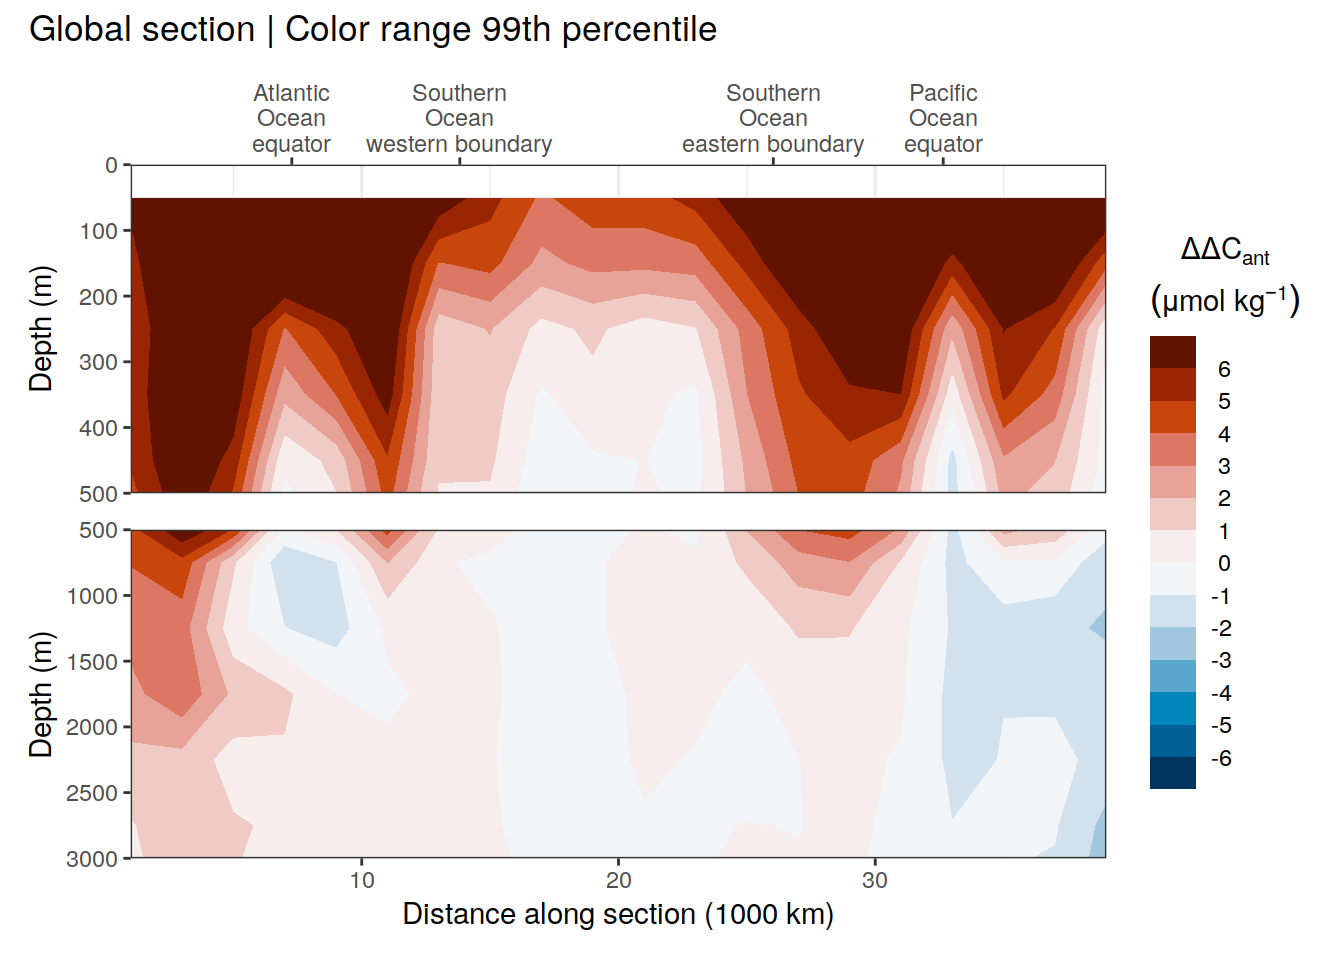 Global section | Color range 99th percentile
Atlantic
Ocean
equator
Southern
Ocean
western boundary
Southern
Ocean
eastern boundary
Pacific
Ocean
equator
0
100
200
300
400
500
Depth (m)
500
1000
1500
2000
2500
3000
Depth (m)
10
20
30
Distance along section (1000 km)
ΔΔCant
(μmol kg⁻¹)
6
5
4
3
2
1
0
-1
-2
-3
-4
-5
-6